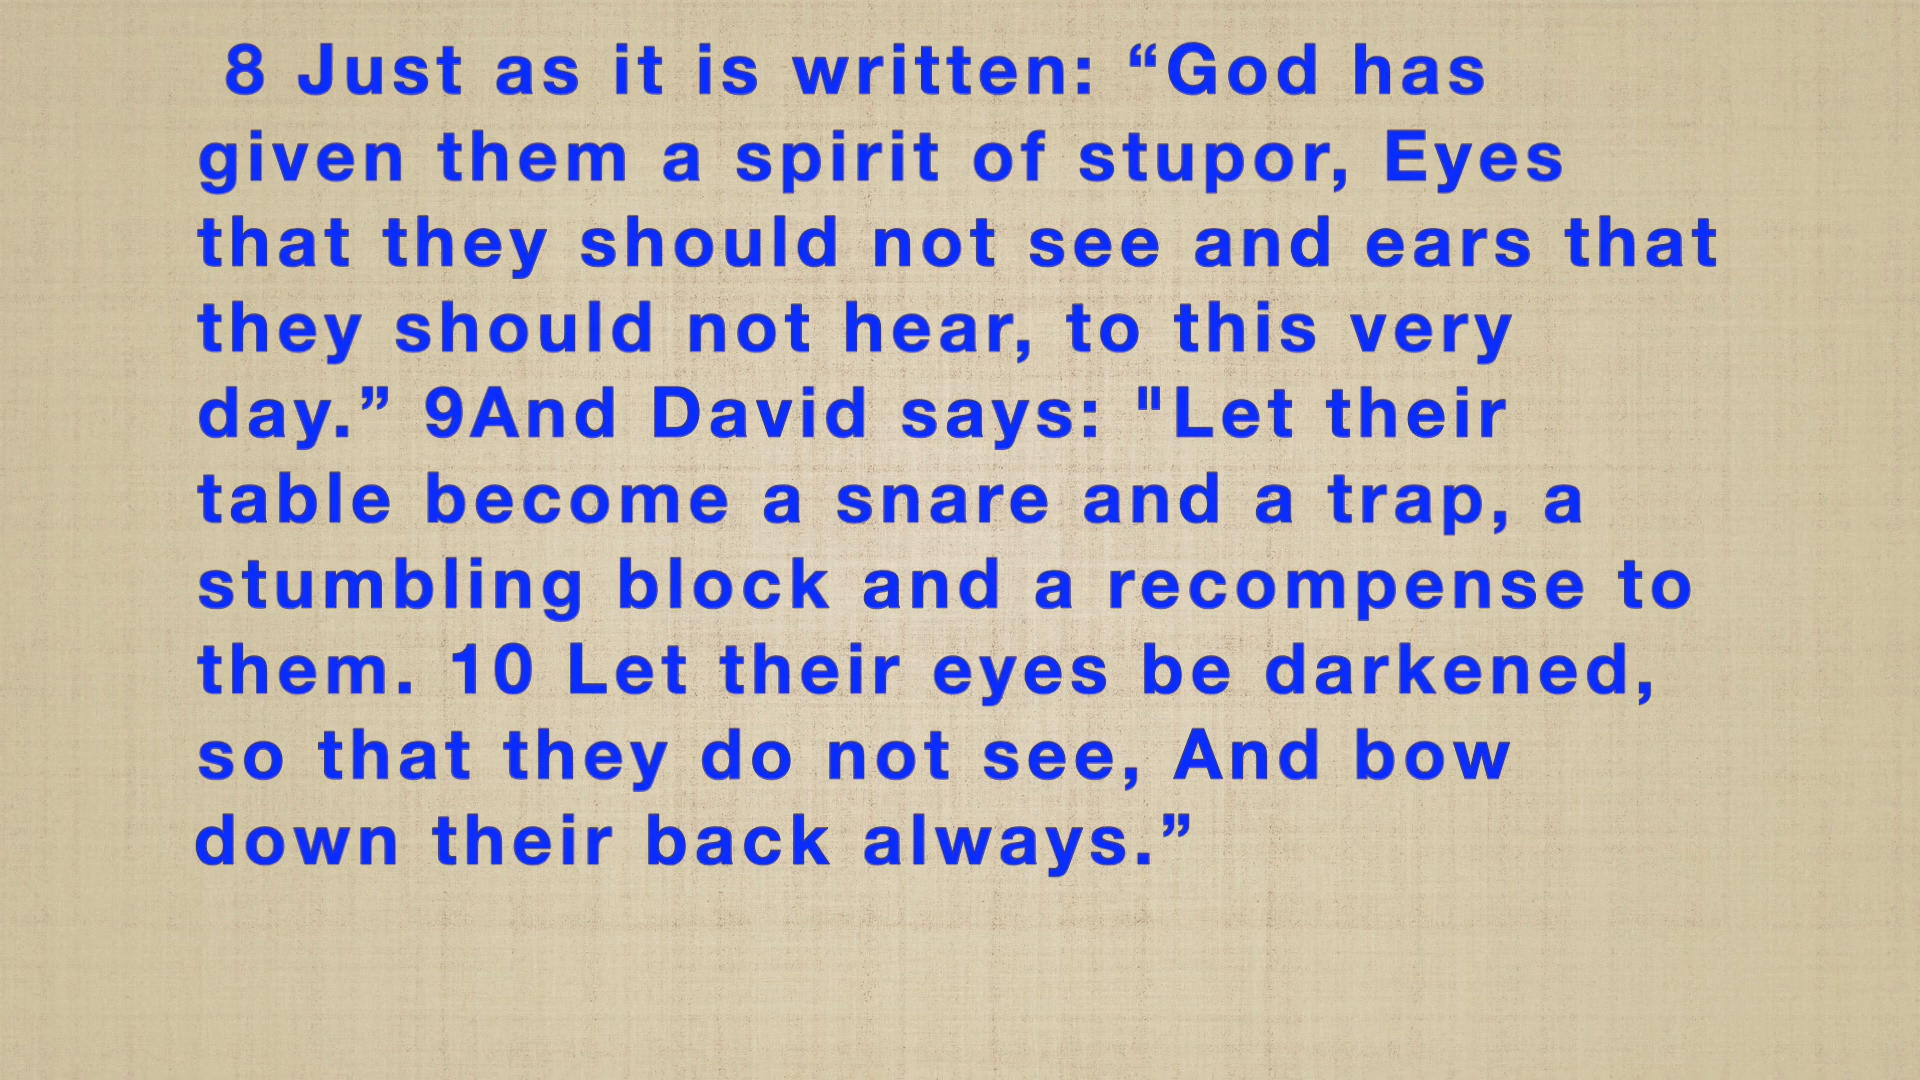 8 Just as it is written: “God has
given them a spirit of stupor, Eyes
that they should not see and ears that
they should not hear, to this very
day.” 9And David says: "Let their
table become a snare and a trap, a
stumbling block and a recompense to
them. 10 Let their eyes be darkened,
so that they do not see, And bow
down their back always.”